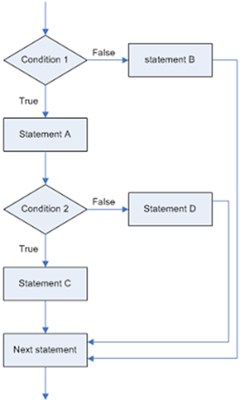 Condition 1
False
statement B
True
Statement A
Condition 2
False
Statement D
True
Statement C
Next statement